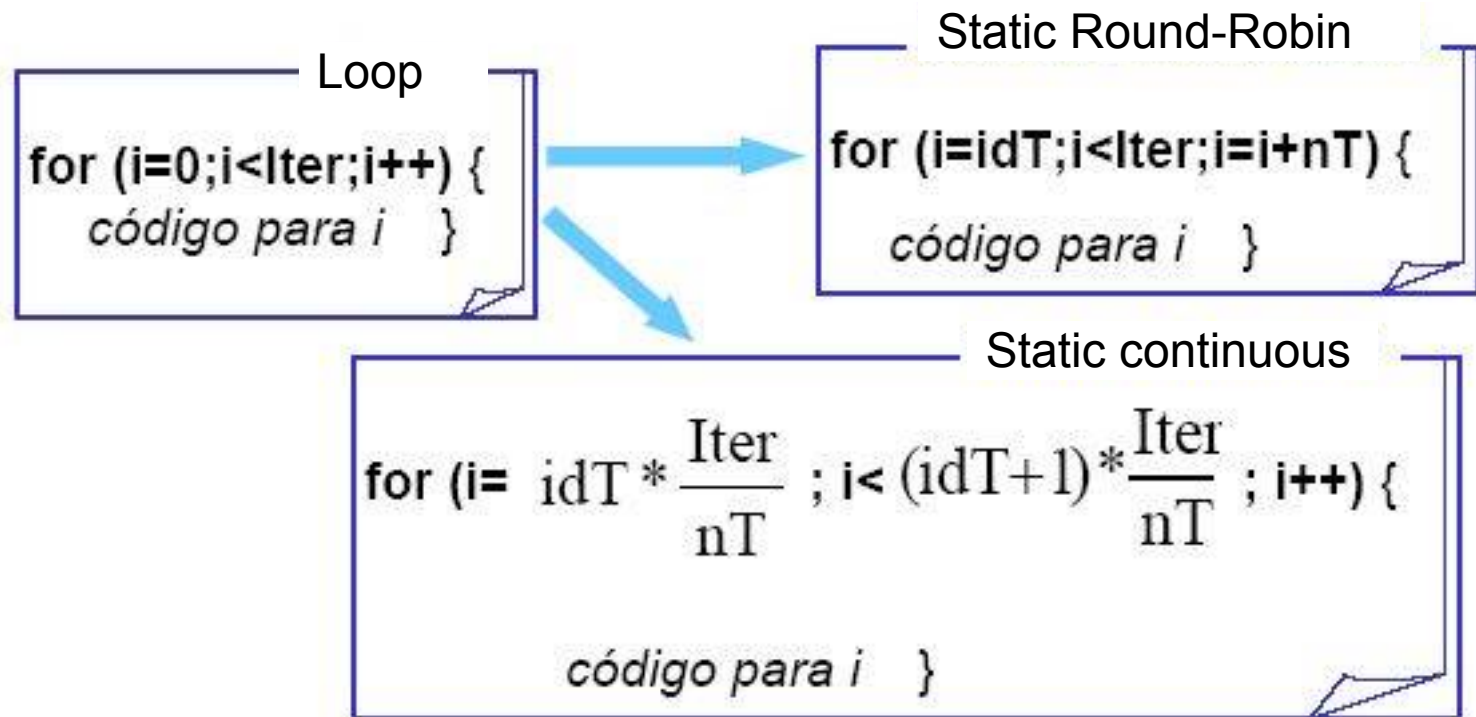 Loop
for (i=0;i<Iter;i++) {
código para i }
Static Round-Robin
for (i=idT;i<Iter;i=i+nT) {
código para i }
Static continuous
for (i= idT * Iter/nT ; i< (idT+1) * Iter/nT ; i++) {
código para i }